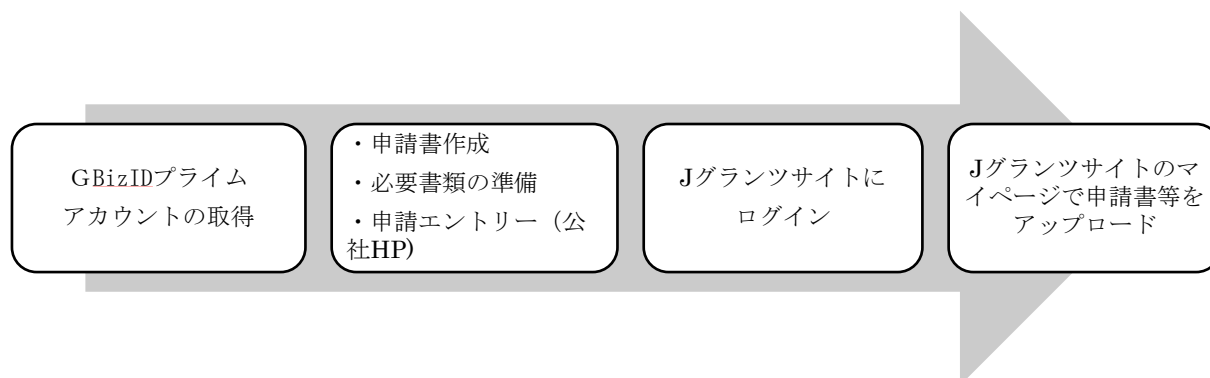 GBizIDプライム
アカウントの取得
・申請書作成
・必要書類の準備
・申請エントリー（公
社HP)
Jグランツサイトに
ログイン
Jグランツサイトのマ
イページで申請書等を
アップロード